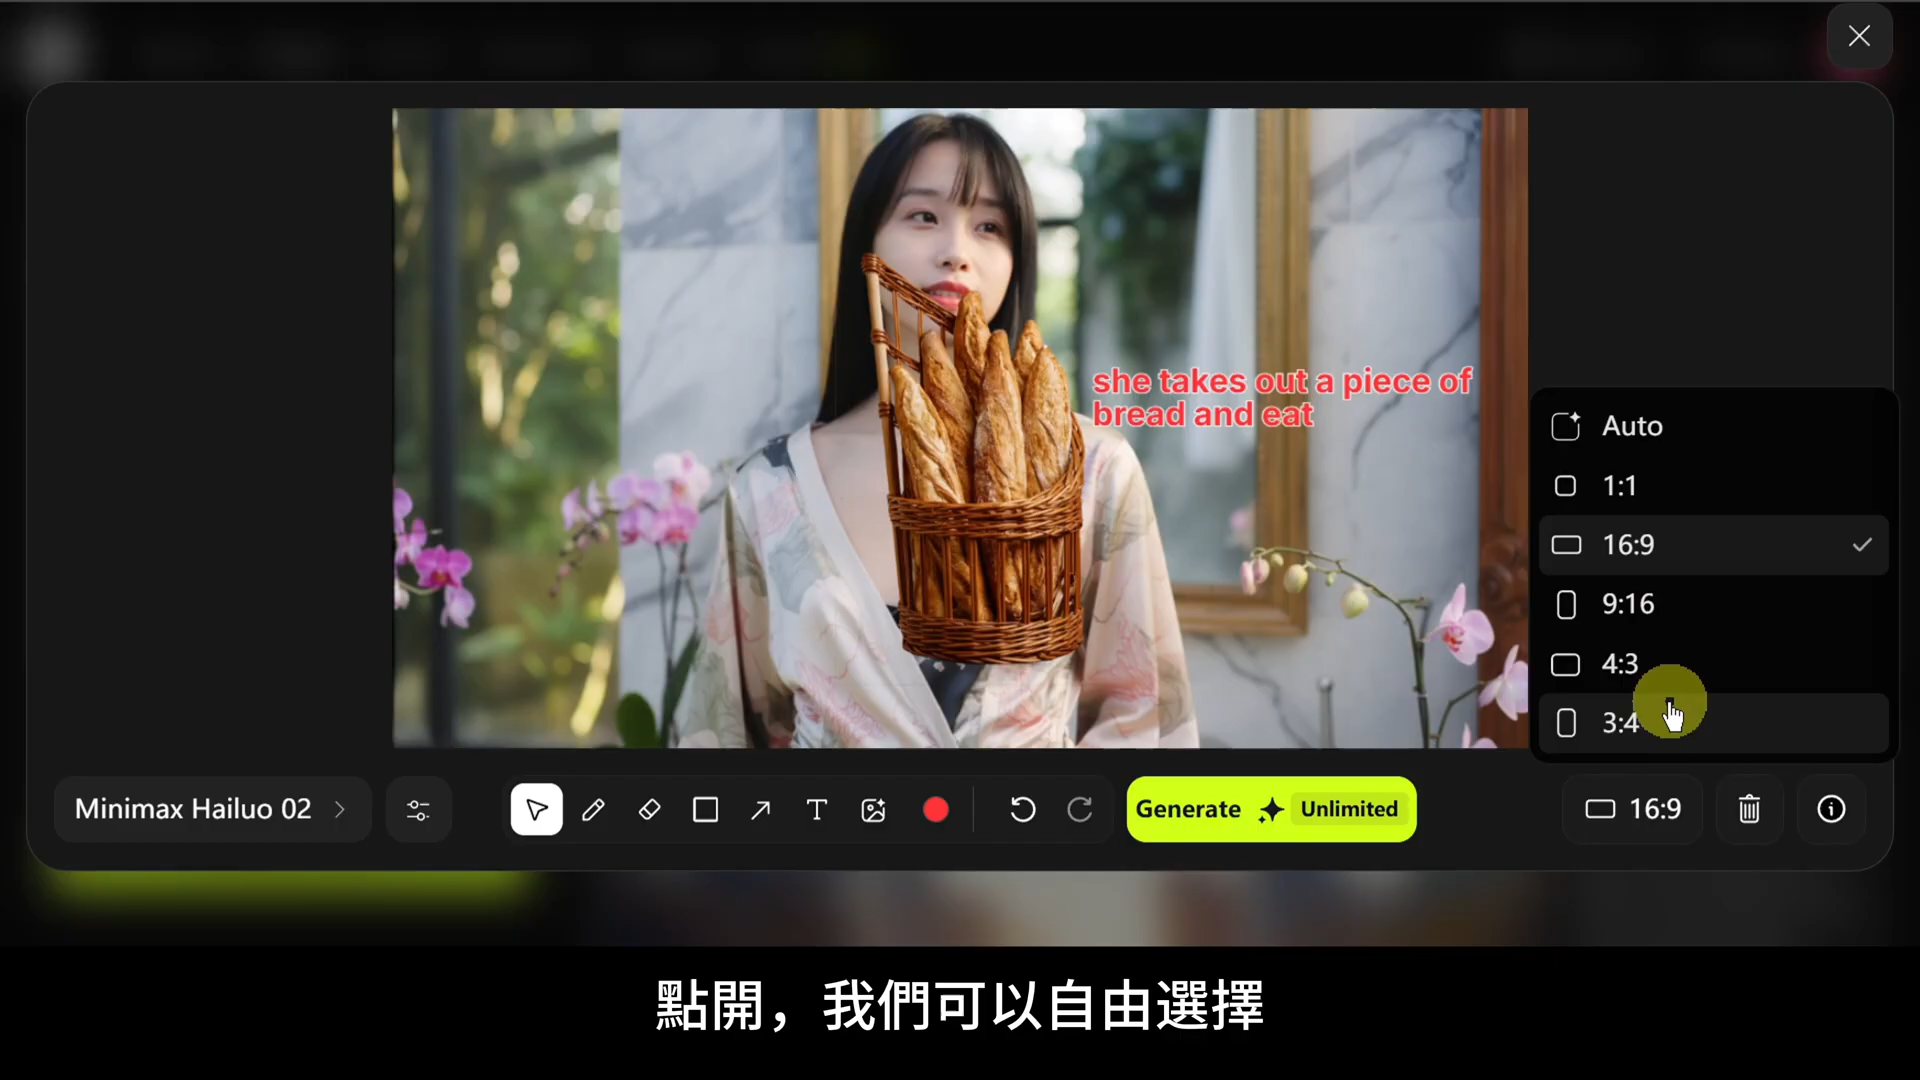 she takes out a piece of
bread and eat
Auto
1:1
16:9
9:16
4:3
3:4
Minimax Hailuo 02
T
Generate Unlimited
16:9
點開，我們可以自由選擇